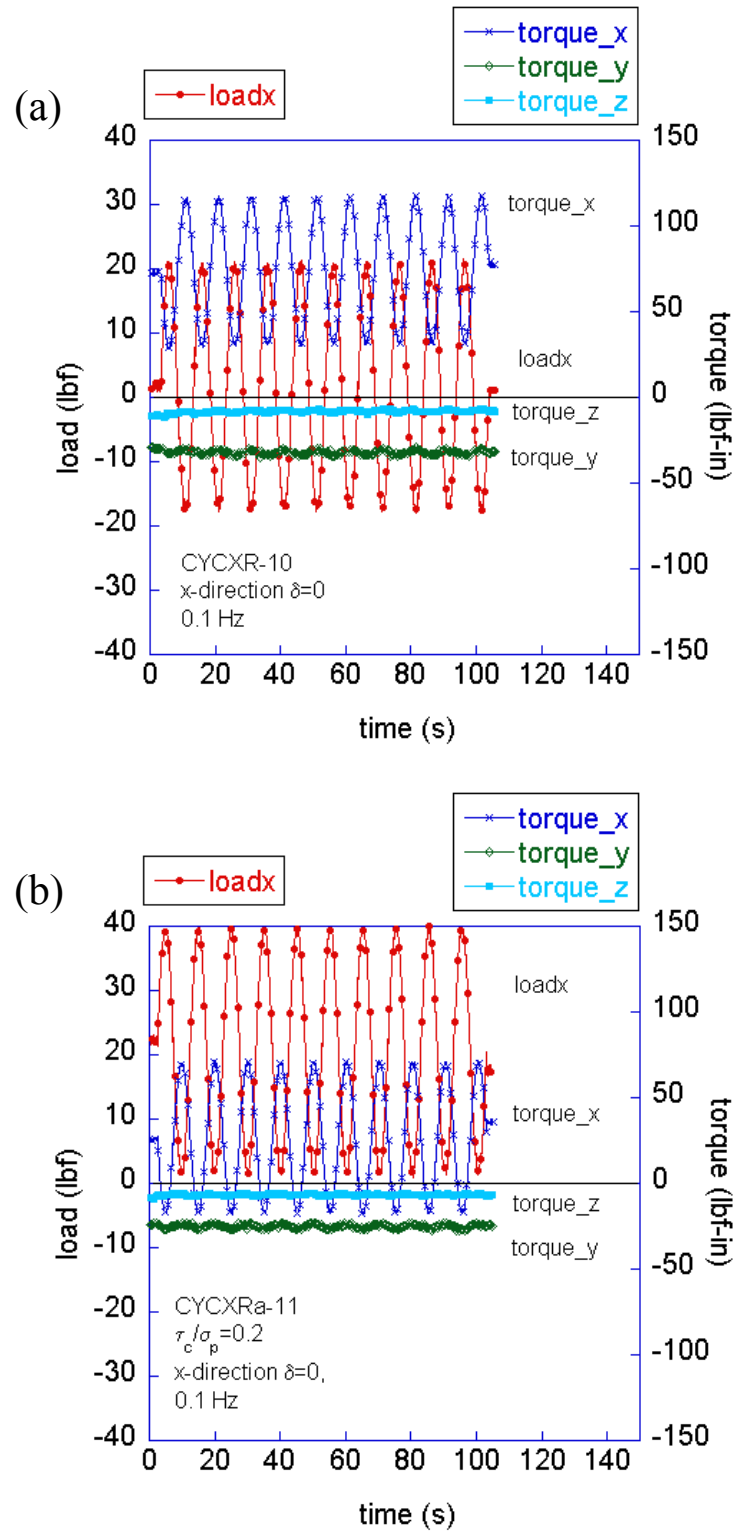 torque_x
torque_y
torque_z
loadx
(a)
40
30
20
10
0
-10
-20
-30
-40
load (lbf)
150
100
50
0
-50
-100
-150
torque (lbf-in)
torque_x
loadx
torque_z
torque_y
CYCXR-10
x-direction δ=0
0.1 Hz
0 20 40 60 80 100 120 140
time (s)
torque_x
torque_y
torque_z
loadx
(b)
40
30
20
10
0
-10
-20
-30
-40
load (lbf)
150
100
50
0
-50
-100
-150
torque (lbf-in)
loadx
torque_x
torque_z
torque_y
CYCXRa-11
τc/σp=0.2
x-direction δ=0,
0.1 Hz
0 20 40 60 80 100 120 140
time (s)